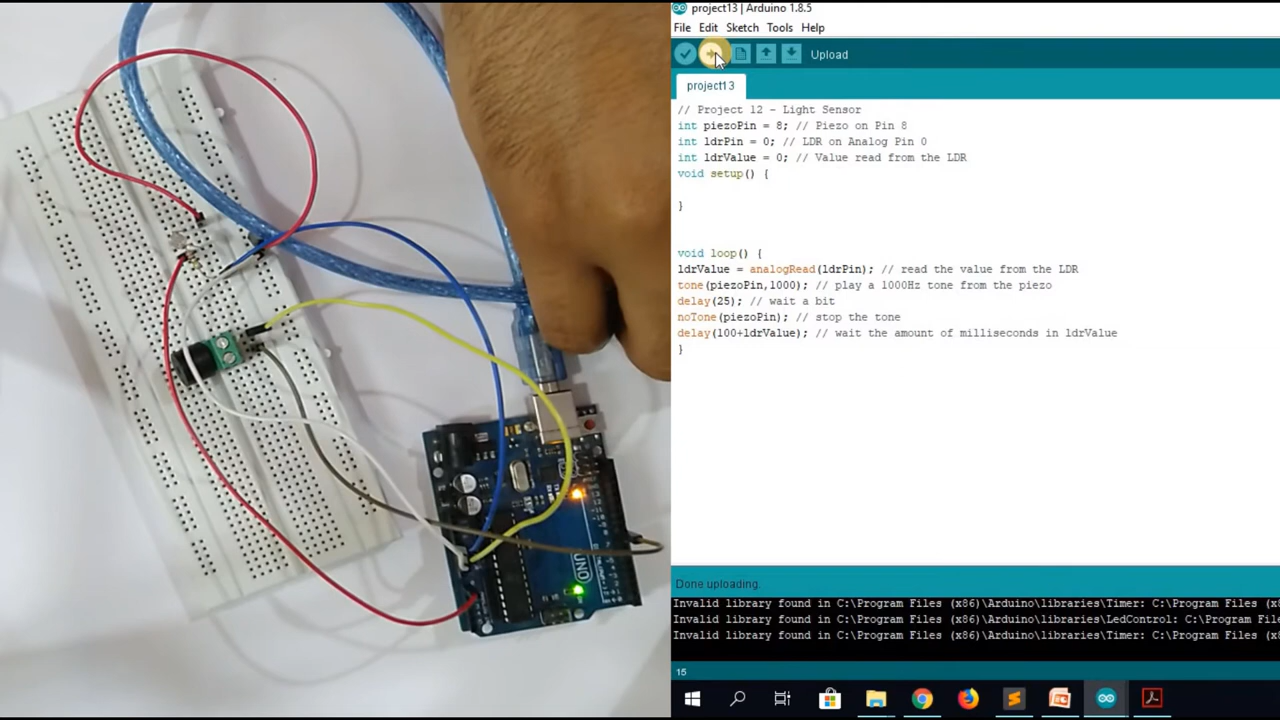 project13 | Arduino 1.8.5
File Edit Sketch Tools Help
Upload
project13
// Project 12 - Light Sensor
int piezoPin = 8; // Piezo on Pin 8
int ldrPin = 0; // LDR on Analog Pin 0
int ldrValue = 0; // Value read from the LDR
void setup() {
}
void loop() {
ldrValue = analogRead(ldrPin); // read the value from the LDR
tone(piezoPin,1000); // play a 1000Hz tone from the piezo
delay(25); // wait a bit
noTone(piezoPin); // stop the tone
delay(100+ldrValue); // wait the amount of milliseconds in ldrValue
}
Done uploading.
Invalid library found in C:\Program Files (x86)\Arduino\libraries\Timer: C:\Program Files (x
Invalid library found in C:\Program Files (x86)\Arduino\libraries\LedControl: C:\Program File
Invalid library found in C:\Program Files (x86)\Arduino\libraries\Timer: C:\Program Files (x
15
UNO